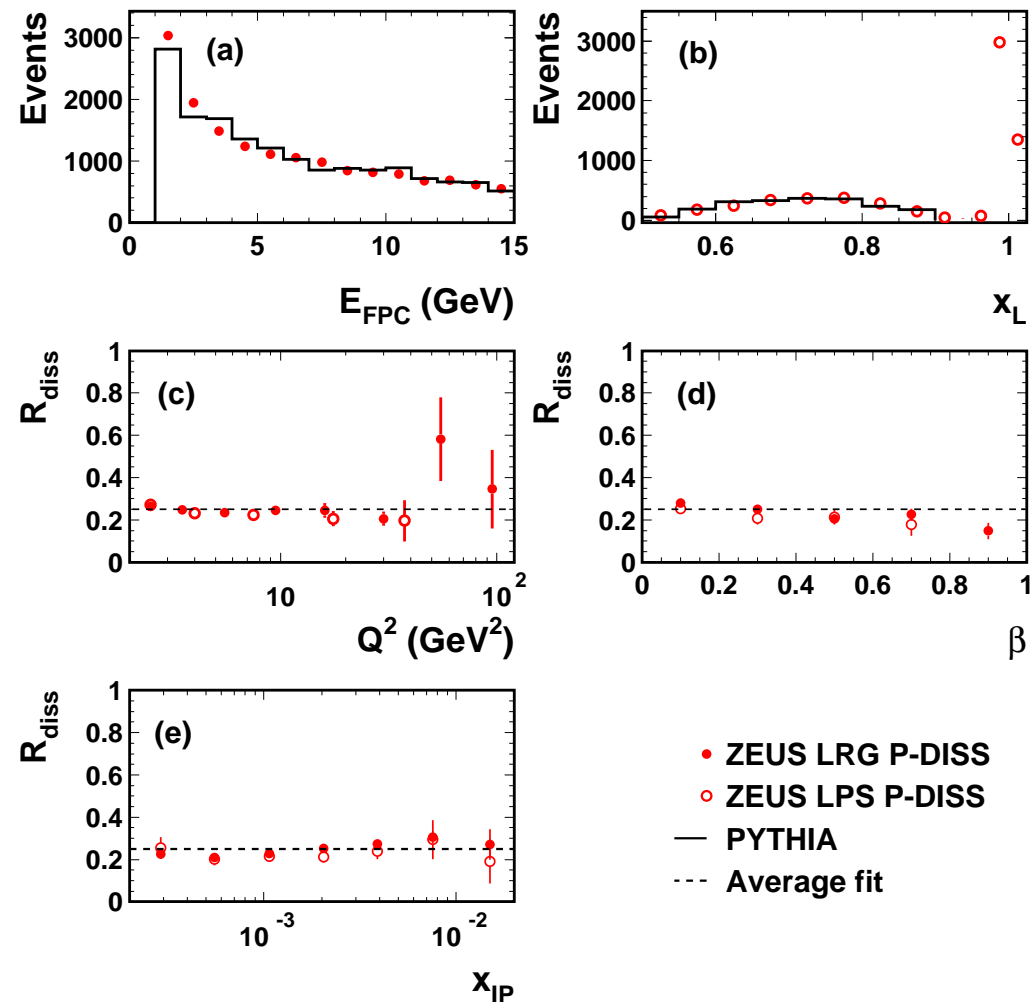 Events
3000
2000
1000
0
(a)
0 5 10 15
E_FPC (GeV)
Events
3000
2000
1000
0
(b)
0.6 0.8 1
x_L
R_diss
1
0.8
0.6
0.4
0.2
0
(c)
10 10^2
Q^2 (GeV^2)
R_diss
1
0.8
0.6
0.4
0.2
0
(d)
0 0.2 0.4 0.6 0.8 1
β
R_diss
1
0.8
0.6
0.4
0.2
0
(e)
10^-3 10^-2
x_IP
ZEUS LRG P-DISS
ZEUS LPS P-DISS
PYTHIA
Average fit